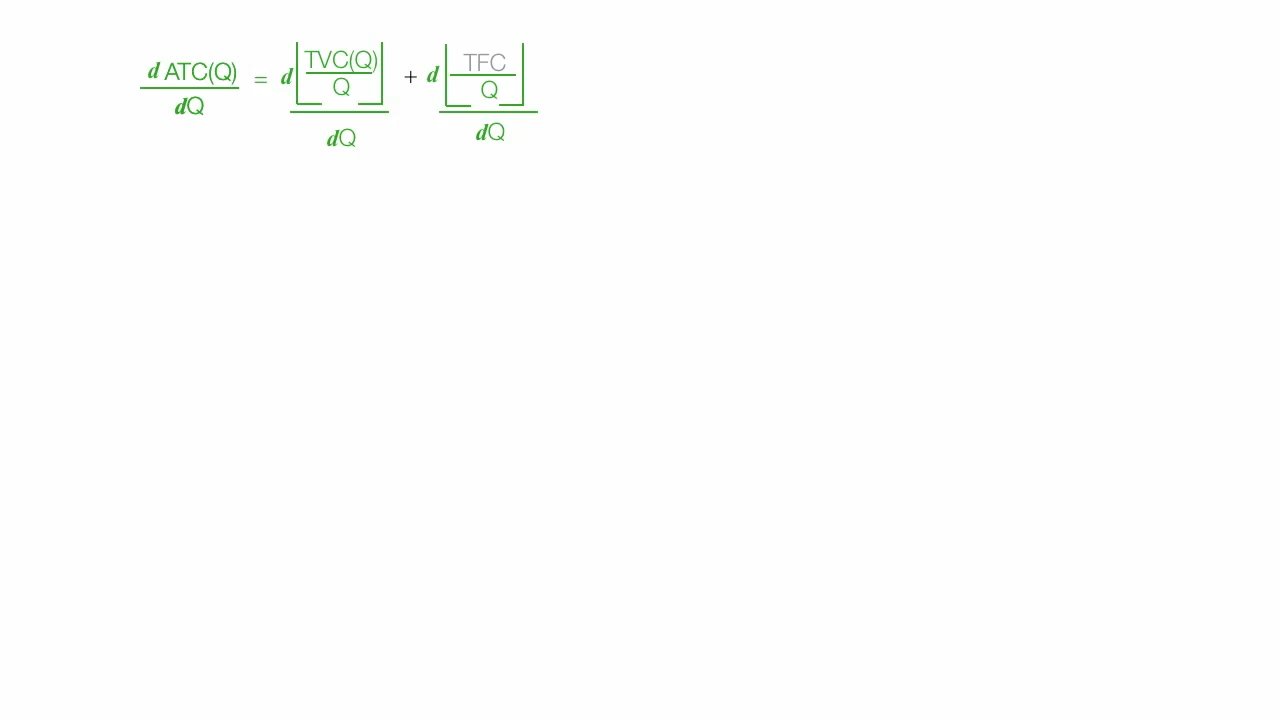 d ATC(Q) / dQ = d [TVC(Q) / Q] / dQ + d [TFC / Q] / dQ